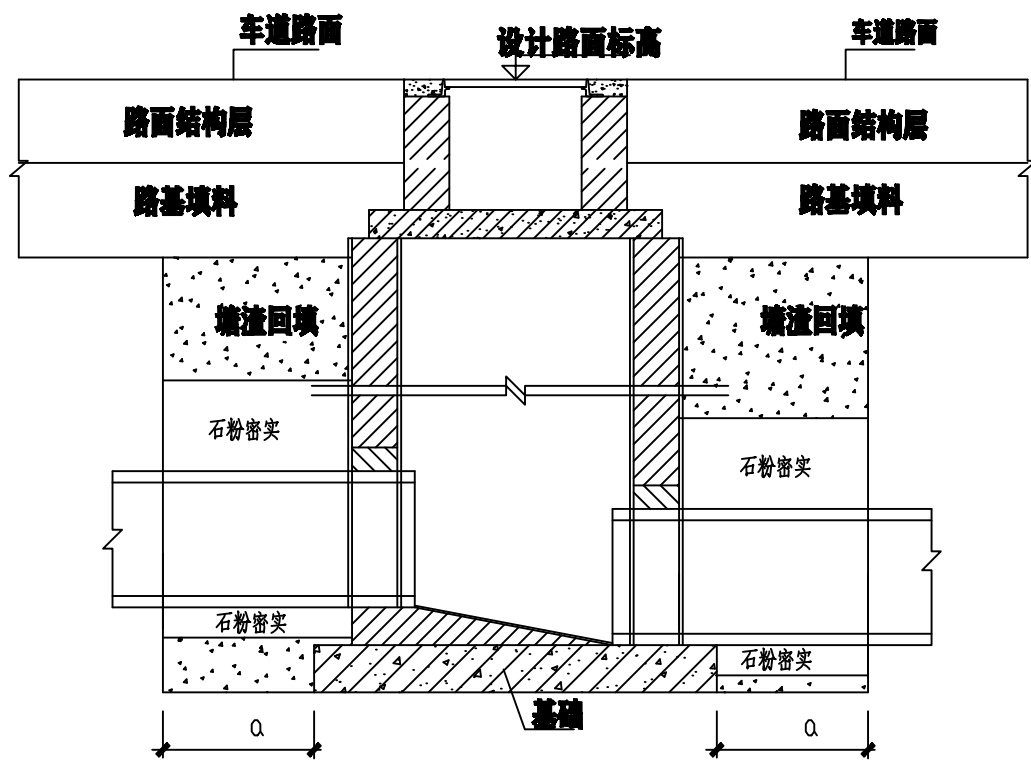 车道路面
设计路面标高
车道路面
路面结构层
路面结构层
路基填料
路基填料
塘渣回填
塘渣回填
石粉密实
石粉密实
石粉密实
石粉密实
基础
a
a